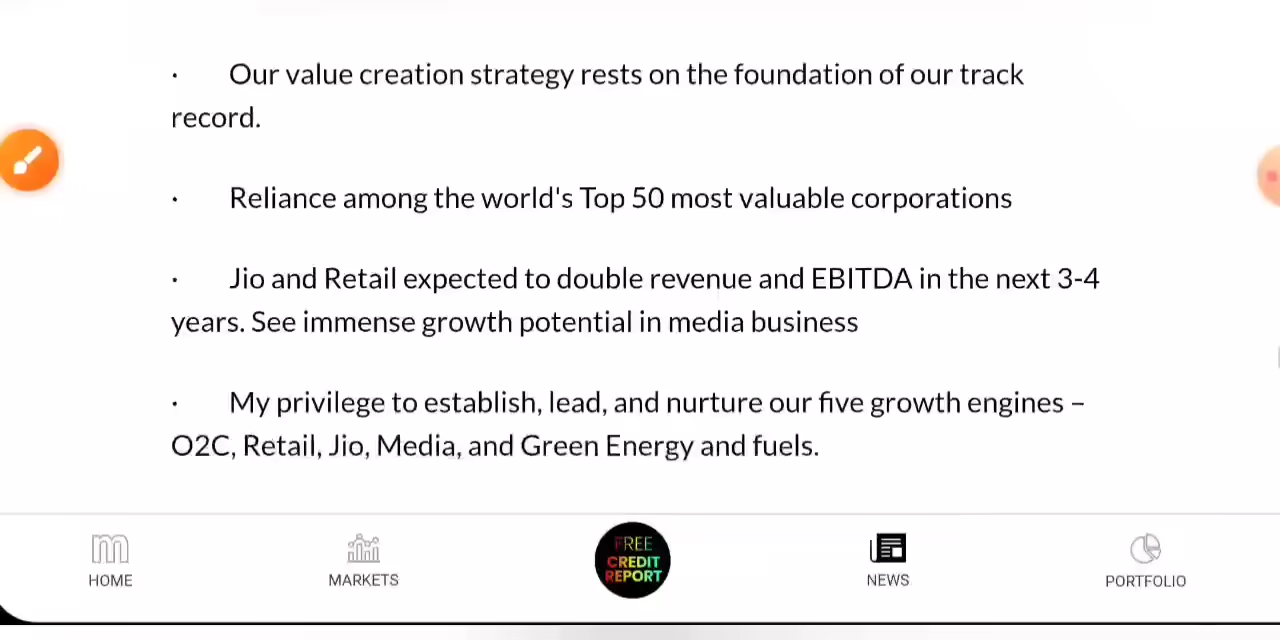 · Our value creation strategy rests on the foundation of our track
record.
· Reliance among the world's Top 50 most valuable corporations
· Jio and Retail expected to double revenue and EBITDA in the next 3-4
years. See immense growth potential in media business
· My privilege to establish, lead, and nurture our five growth engines –
O2C, Retail, Jio, Media, and Green Energy and fuels.
FREE
CREDIT
REPORT
HOME MARKETS NEWS PORTFOLIO